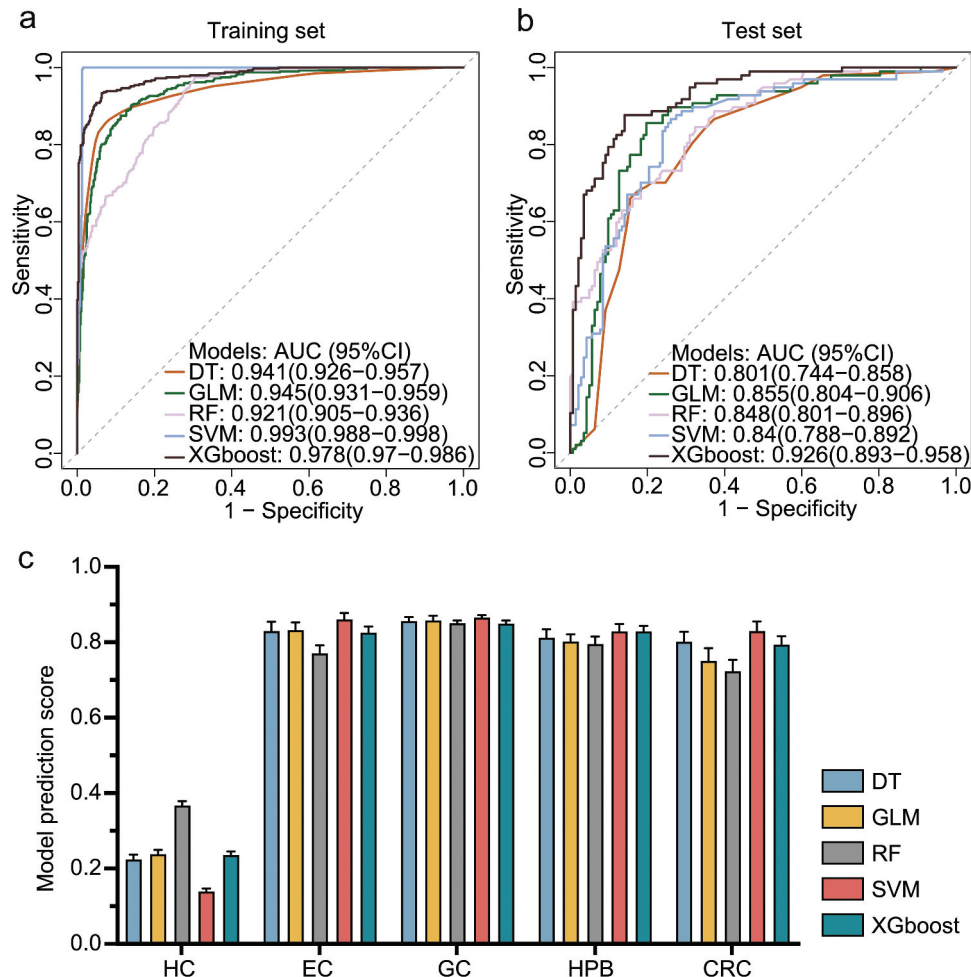 a
Training set
Sensitivity
1.0
0.8
0.6
0.4
0.2
0.0
Models: AUC (95%CI)
DT: 0.941(0.926−0.957)
GLM: 0.945(0.931−0.959)
RF: 0.921(0.905−0.936)
SVM: 0.993(0.988−0.998)
XGboost: 0.978(0.97−0.986)
0.0 0.2 0.4 0.6 0.8 1.0
1 − Specificity
b
Test set
Sensitivity
1.0
0.8
0.6
0.4
0.2
0.0
Models: AUC (95%CI)
DT: 0.801(0.744−0.858)
GLM: 0.855(0.804−0.906)
RF: 0.848(0.801−0.896)
SVM: 0.84(0.788−0.892)
XGboost: 0.926(0.893−0.958)
0.0 0.2 0.4 0.6 0.8 1.0
1 − Specificity
c
Model prediction score
1.0
0.8
0.6
0.4
0.2
0.0
HC EC GC HPB CRC
DT
GLM
RF
SVM
XGboost